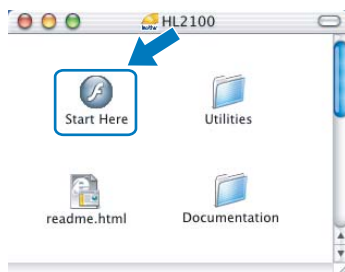 HL2100
Start Here
Utilities
readme.html
Documentation